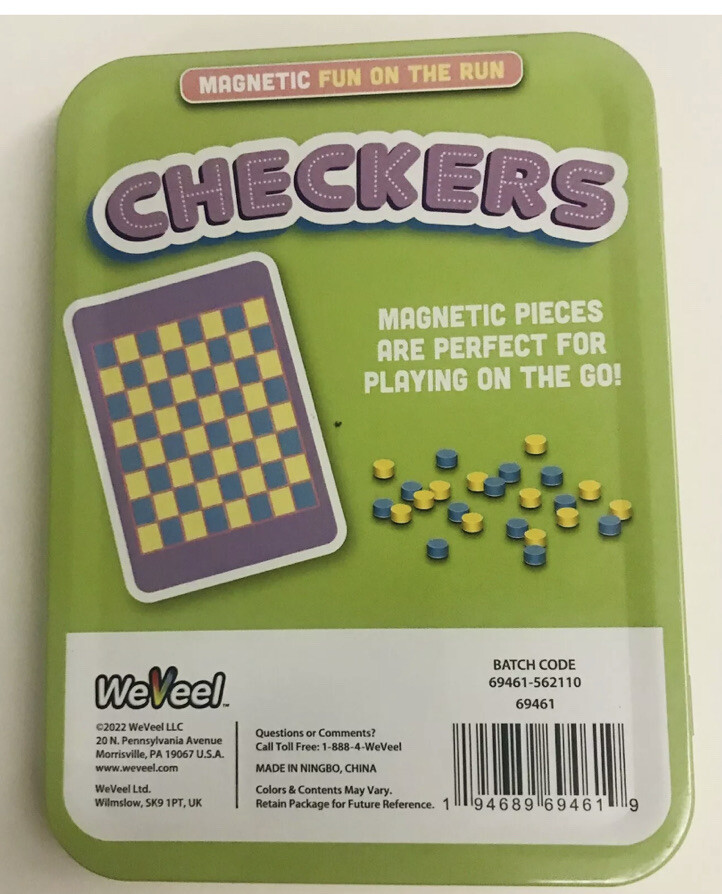 MAGNETIC FUN ON THE RUN
CHECKERS
MAGNETIC PIECES
ARE PERFECT FOR
PLAYING ON THE GO!
WeVeel™
©2022 WeVeel LLC
20 N. Pennsylvania Avenue
Morrisville, PA 19067 U.S.A.
www.weveel.com
WeVeel Ltd.
Wilmslow, SK9 1PT, UK
Questions or Comments?
Call Toll Free: 1-888-4-WeVeel
MADE IN NINGBO, CHINA
Colors & Contents May Vary.
Retain Package for Future Reference.
BATCH CODE
69461-562110
69461
1 94689 69461 9